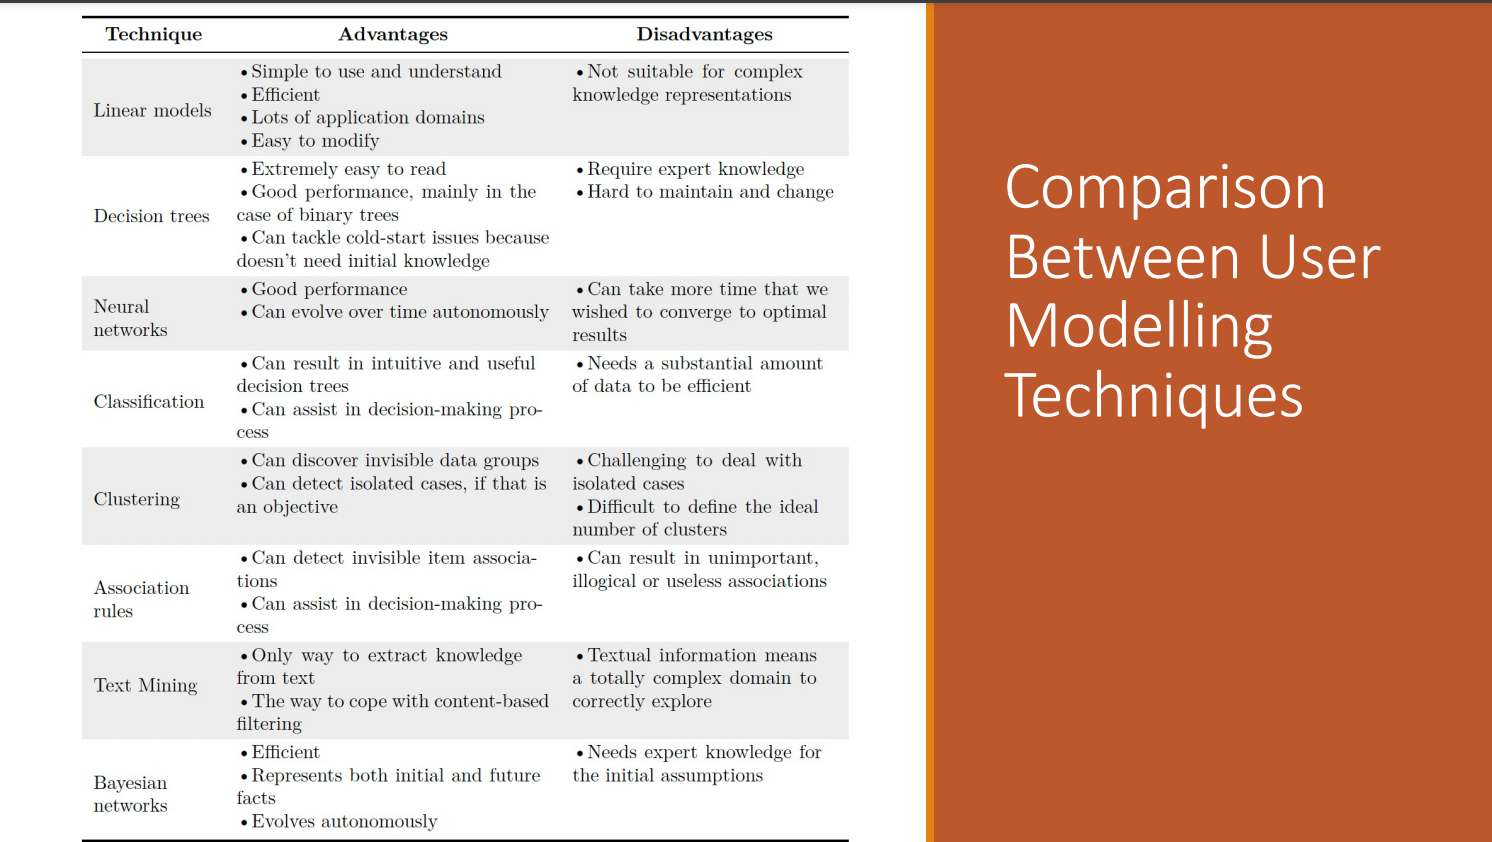 Technique Advantages Disadvantages
Linear models
• Simple to use and understand
• Efficient
• Lots of application domains
• Easy to modify
• Not suitable for complex
knowledge representations
Decision trees
• Extremely easy to read
• Good performance, mainly in the
case of binary trees
• Can tackle cold-start issues because
doesn't need initial knowledge
• Require expert knowledge
• Hard to maintain and change
Neural
networks
• Good performance
• Can evolve over time autonomously
• Can take more time that we
wished to converge to optimal
results
Classification
• Can result in intuitive and useful
decision trees
• Can assist in decision-making pro-
cess
• Needs a substantial amount
of data to be efficient
Clustering
• Can discover invisible data groups
• Can detect isolated cases, if that is
an objective
• Challenging to deal with
isolated cases
• Difficult to define the ideal
number of clusters
Association
rules
• Can detect invisible item associa-
tions
• Can assist in decision-making pro-
cess
• Can result in unimportant,
illogical or useless associations
Text Mining
• Only way to extract knowledge
from text
• The way to cope with content-based
filtering
• Textual information means
a totally complex domain to
correctly explore
Bayesian
networks
• Efficient
• Represents both initial and future
facts
• Evolves autonomously
• Needs expert knowledge for
the initial assumptions
Comparison
Between User
Modelling
Techniques